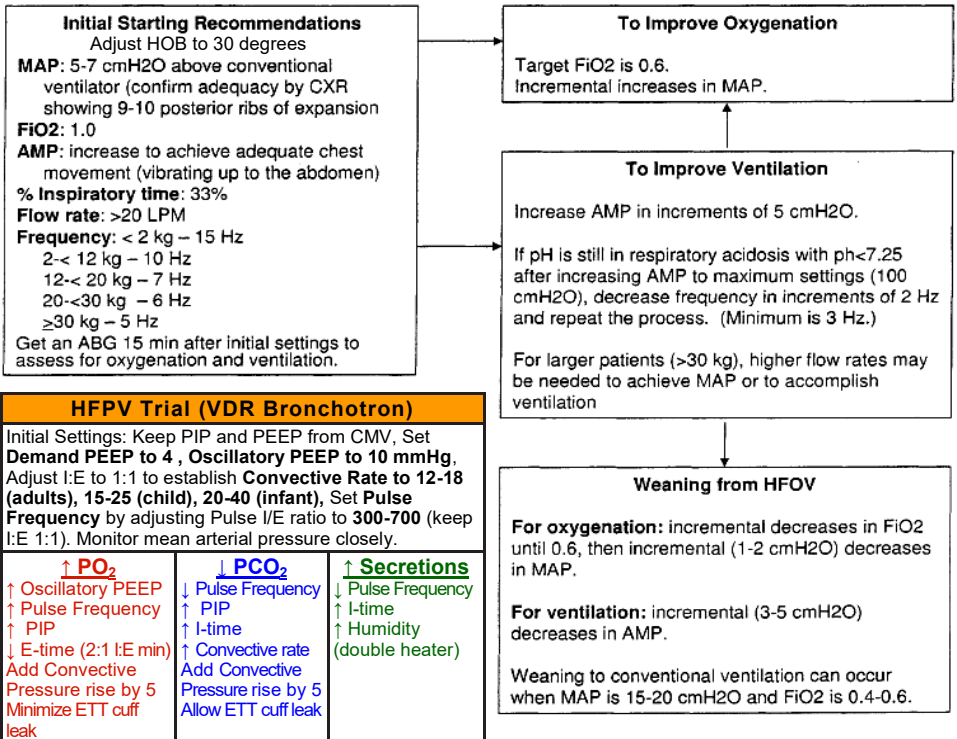 Initial Starting Recommendations
Adjust HOB to 30 degrees
MAP: 5-7 cmH2O above conventional
ventilator (confirm adequacy by CXR
showing 9-10 posterior ribs of expansion
FiO2: 1.0
AMP: increase to achieve adequate chest
movement (vibrating up to the abdomen)
% Inspiratory time: 33%
Flow rate: >20 LPM
Frequency: < 2 kg – 15 Hz
2-< 12 kg – 10 Hz
12-< 20 kg – 7 Hz
20-<30 kg – 6 Hz
≥30 kg – 5 Hz
Get an ABG 15 min after initial settings to
assess for oxygenation and ventilation.
To Improve Oxygenation
Target FiO2 is 0.6.
Incremental increases in MAP.
To Improve Ventilation
Increase AMP in increments of 5 cmH2O.
If pH is still in respiratory acidosis with ph<7.25
after increasing AMP to maximum settings (100
cmH2O), decrease frequency in increments of 2 Hz
and repeat the process. (Minimum is 3 Hz.)
For larger patients (>30 kg), higher flow rates may
be needed to achieve MAP or to accomplish
ventilation
Weaning from HFOV
For oxygenation: incremental decreases in FiO2
until 0.6, then incremental (1-2 cmH2O) decreases
in MAP.
For ventilation: incremental (3-5 cmH2O)
decreases in AMP.
Weaning to conventional ventilation can occur
when MAP is 15-20 cmH2O and FiO2 is 0.4-0.6.
HFPV Trial (VDR Bronchotron)
Initial Settings: Keep PIP and PEEP from CMV, Set
Demand PEEP to 4 , Oscillatory PEEP to 10 mmHg,
Adjust I:E to 1:1 to establish Convective Rate to 12-18
(adults), 15-25 (child), 20-40 (infant), Set Pulse
Frequency by adjusting Pulse I/E ratio to 300-700 (keep
I:E 1:1). Monitor mean arterial pressure closely.
↑ PO2
↑ Oscillatory PEEP
↑ Pulse Frequency
↑ PIP
↓ E-time (2:1 I:E min)
Add Convective
Pressure rise by 5
Minimize ETT cuff
leak
↓ PCO2
↓ Pulse Frequency
↑ PIP
↑ I-time
↑ Convective rate
Add Convective
Pressure rise by 5
Allow ETT cuff leak
↑ Secretions
↓ Pulse Frequency
↑ I-time
↑ Humidity
(double heater)